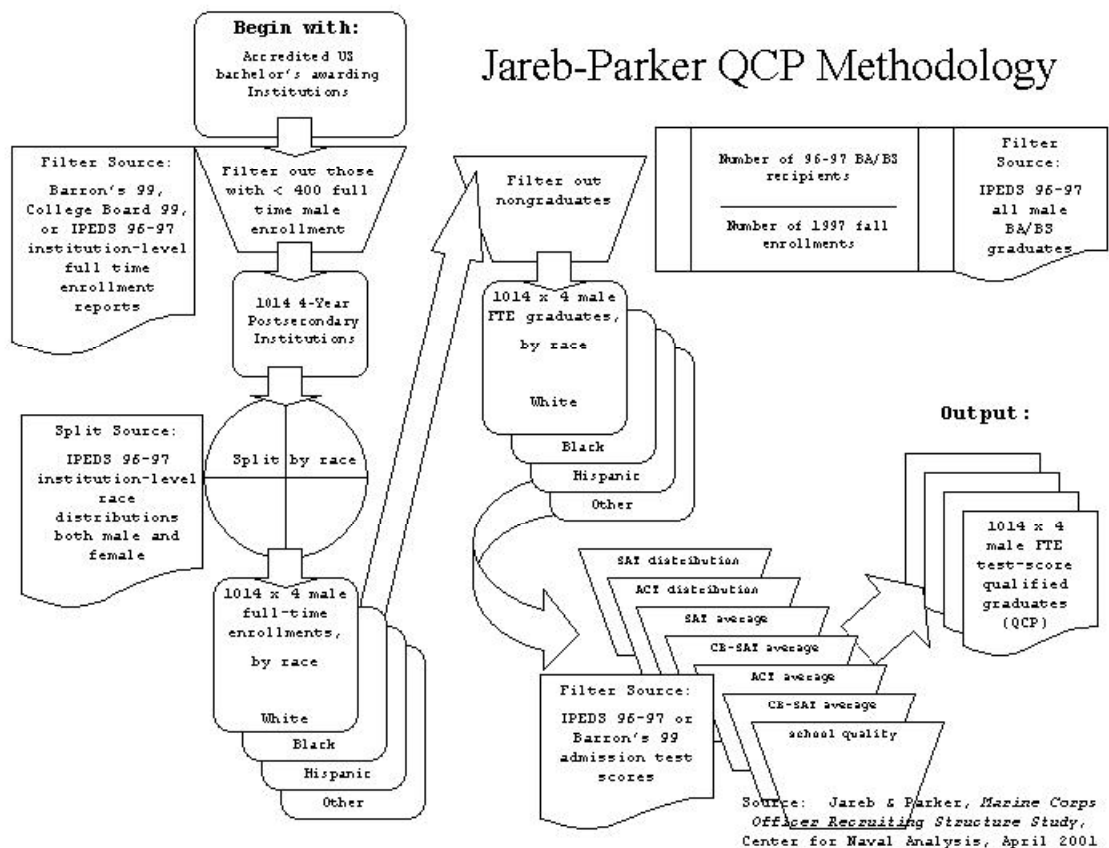 Jareb-Parker QCP Methodology
Begin with:
Accredited US
bachelor's awarding
Institutions
Filter Source:
Barron's 99,
College Board 99,
or IPEDS 96-97
institution-level
full time
enrollment
reports
Filter out those
with < 400 full
time male
enrollment
1014 4-Year
Postsecondary
Institutions
Split Source:
IPEDS 96-97
institution-level
race
distributions
both male and
female
Split by race
1014 x 4 male
full-time
enrollments,
by race
White
Black
Hispanic
Other
Filter out
nongraduates
Number of 96-97 BA/BS
recipients
Number of 1997 fall
enrollments
Filter
Source:
IPEDS 96-97
all male
BA/BS
graduates
1014 x 4 male
FTE graduates,
by race
White
Black
Hispanic
Other
SAT distribution
ACT distribution
SAT average
CB-SAT average
ACT average
CB-SAT average
school quality
Filter Source:
IPEDS 96-97 or
Barron's 99
admission test
scores
Output:
1014 x 4
male FTE
test-score
qualified
graduates
(QCP)
Source: Jareb & Parker, Marine Corps
Officer Recruiting Structure Study,
Center for Naval Analysis, April 2001